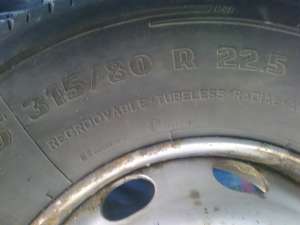 315/80 R 22.5
REGROOVABLE-TUBELESS-RADIAL